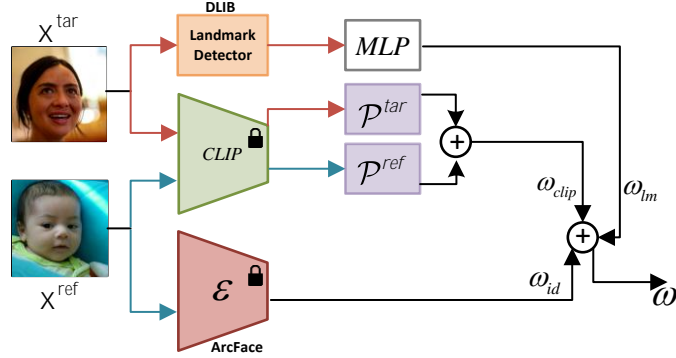 DLIB
X^tar
Landmark
Detector
MLP
CLIP
𝒫^tar
𝒫^ref
+
ω_clip
ω_lm
+
X^ref
ℰ
ω_id
ω
ArcFace